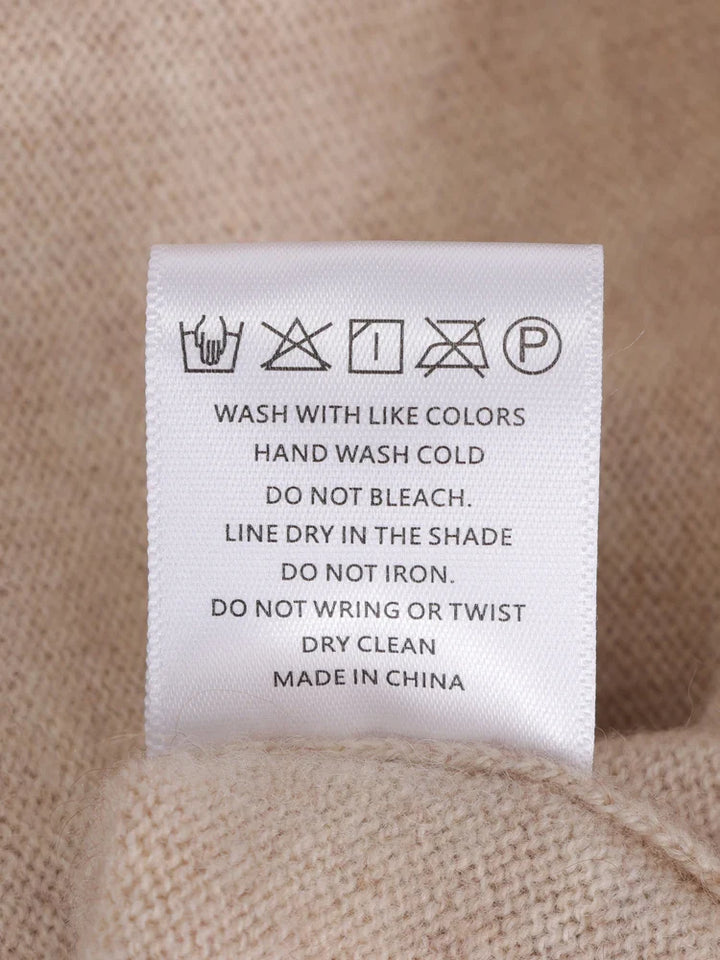 P
WASH WITH LIKE COLORS
HAND WASH COLD
DO NOT BLEACH.
LINE DRY IN THE SHADE
DO NOT IRON.
DO NOT WRING OR TWIST
DRY CLEAN
MADE IN CHINA